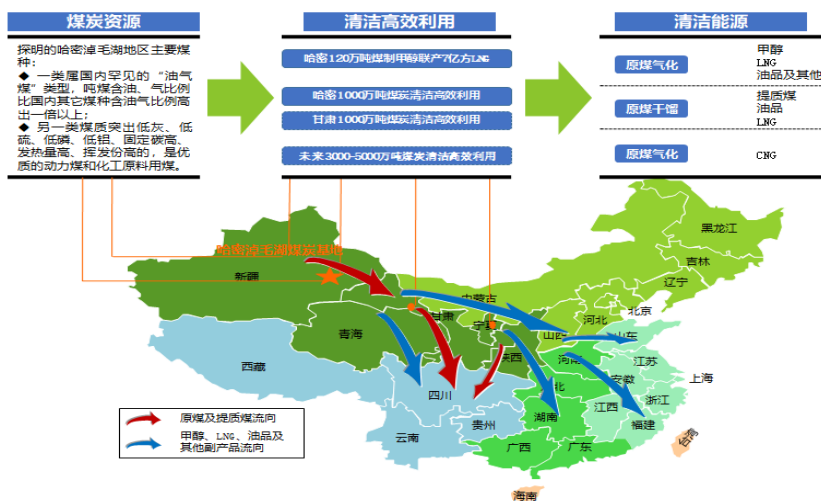 煤炭资源
探明的哈密淖毛湖地区主要煤
种：
◆ 一类属国内罕见的“油气
煤”类型，吨煤含油、气比例
比国内其它煤种含油气比例高
出一倍以上；
◆ 另一类煤质突出低灰、低
硫、低磷、低铝、固定碳高、
发热量高、挥发份高的，是优
质的动力煤和化工原料用煤。
清洁高效利用
哈密120万吨煤制甲醇联产7亿方LNG
哈密1000万吨煤炭清洁高效利用
甘肃1000万吨煤炭清洁高效利用
未来3000-5000万吨煤炭清洁高效利用
清洁能源
原煤气化
甲醇
LNG
油品及其他
原煤干馏
提质煤
油品
LNG
原煤气化
CNG
哈密淖毛湖煤炭基地
黑龙江
吉林
辽宁
新疆
内蒙古
北京
甘肃
宁夏
河北
山西
山东
青海
陕西
河南
江苏
西藏
安徽
上海
四川
湖北
浙江
江西
贵州
湖南
福建
云南
广西
广东
台湾
海南
原煤及提质煤流向
甲醇、LNG、油品及
其他副产品流向